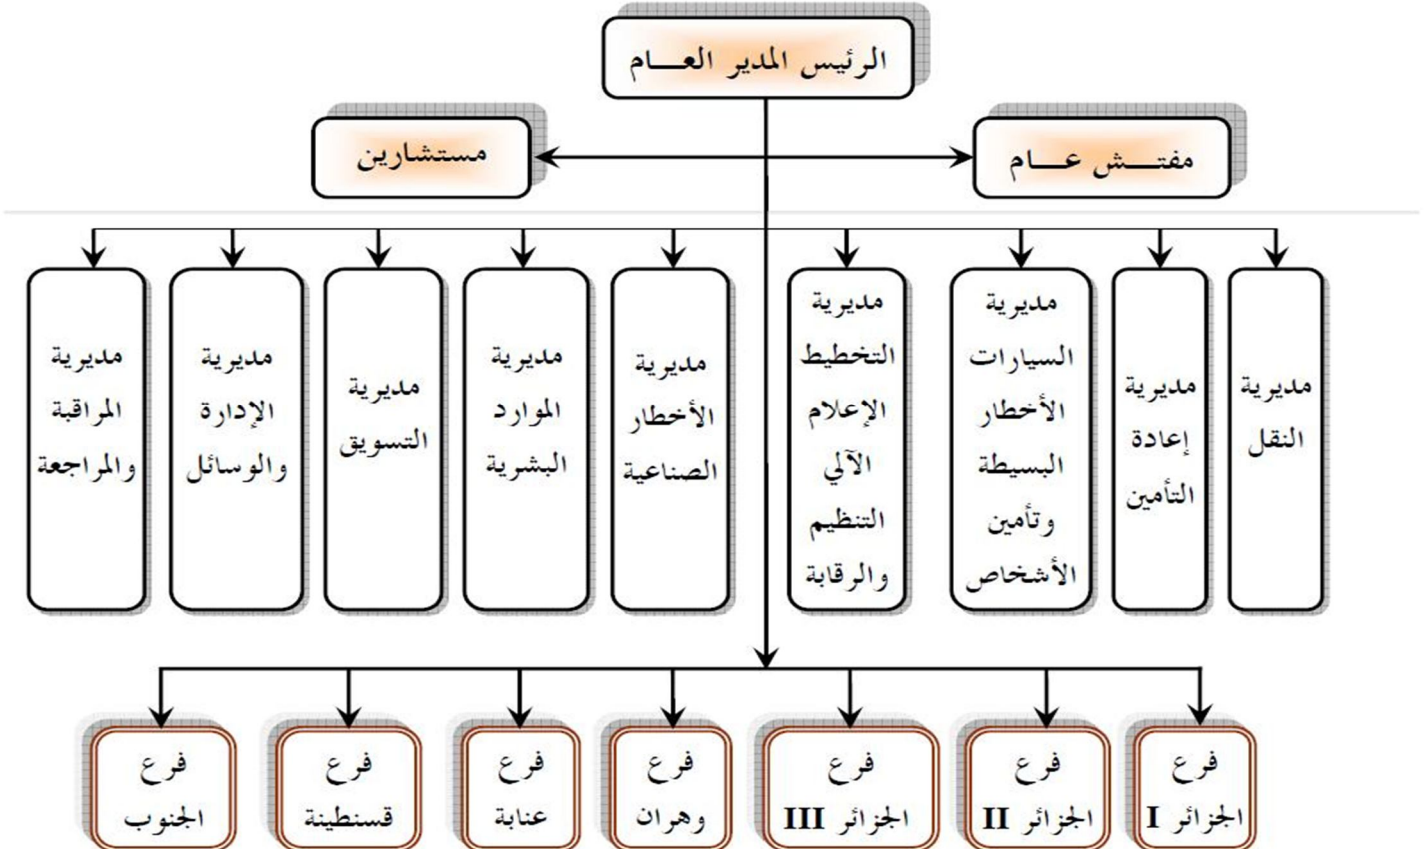 الرئيس المدير العـــام
مفتـــش عـــام
مستشارين
مديرية
النقل
مديرية
إعادة
التأمين
مديرية
السيارات
الأخطار
البسيطة
وتأمين
الأشخاص
مديرية
التخطيط
الإعلام
الآلي
التنظيم
والرقابة
مديرية
الأخطار
الصناعية
مديرية
الموارد
البشرية
مديرية
التسويق
مديرية
الإدارة
والوسائل
مديرية
المراقبة
والمراجعة
فرع
الجزائر I
فرع
الجزائر II
فرع
الجزائر III
فرع
وهران
فرع
عنابة
فرع
قسنطينة
فرع
الجنوب